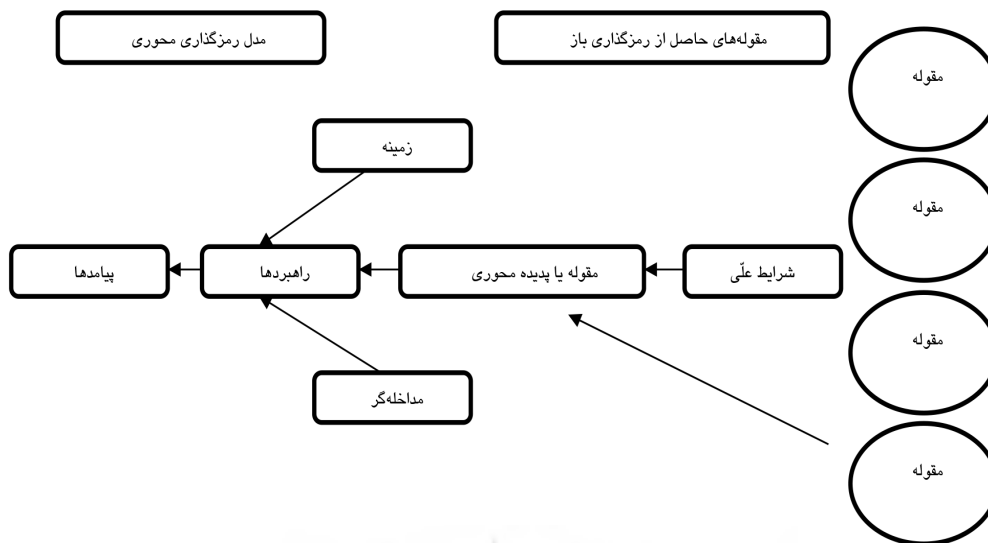 مقوله‌های حاصل از رمزگذاری باز
مدل رمزگذاری محوری
مقوله
زمینه
مقوله
شرایط علّی
مقوله یا پدیده محوری
راهبردها
پیامدها
مقوله
مداخله‌گر
مقوله